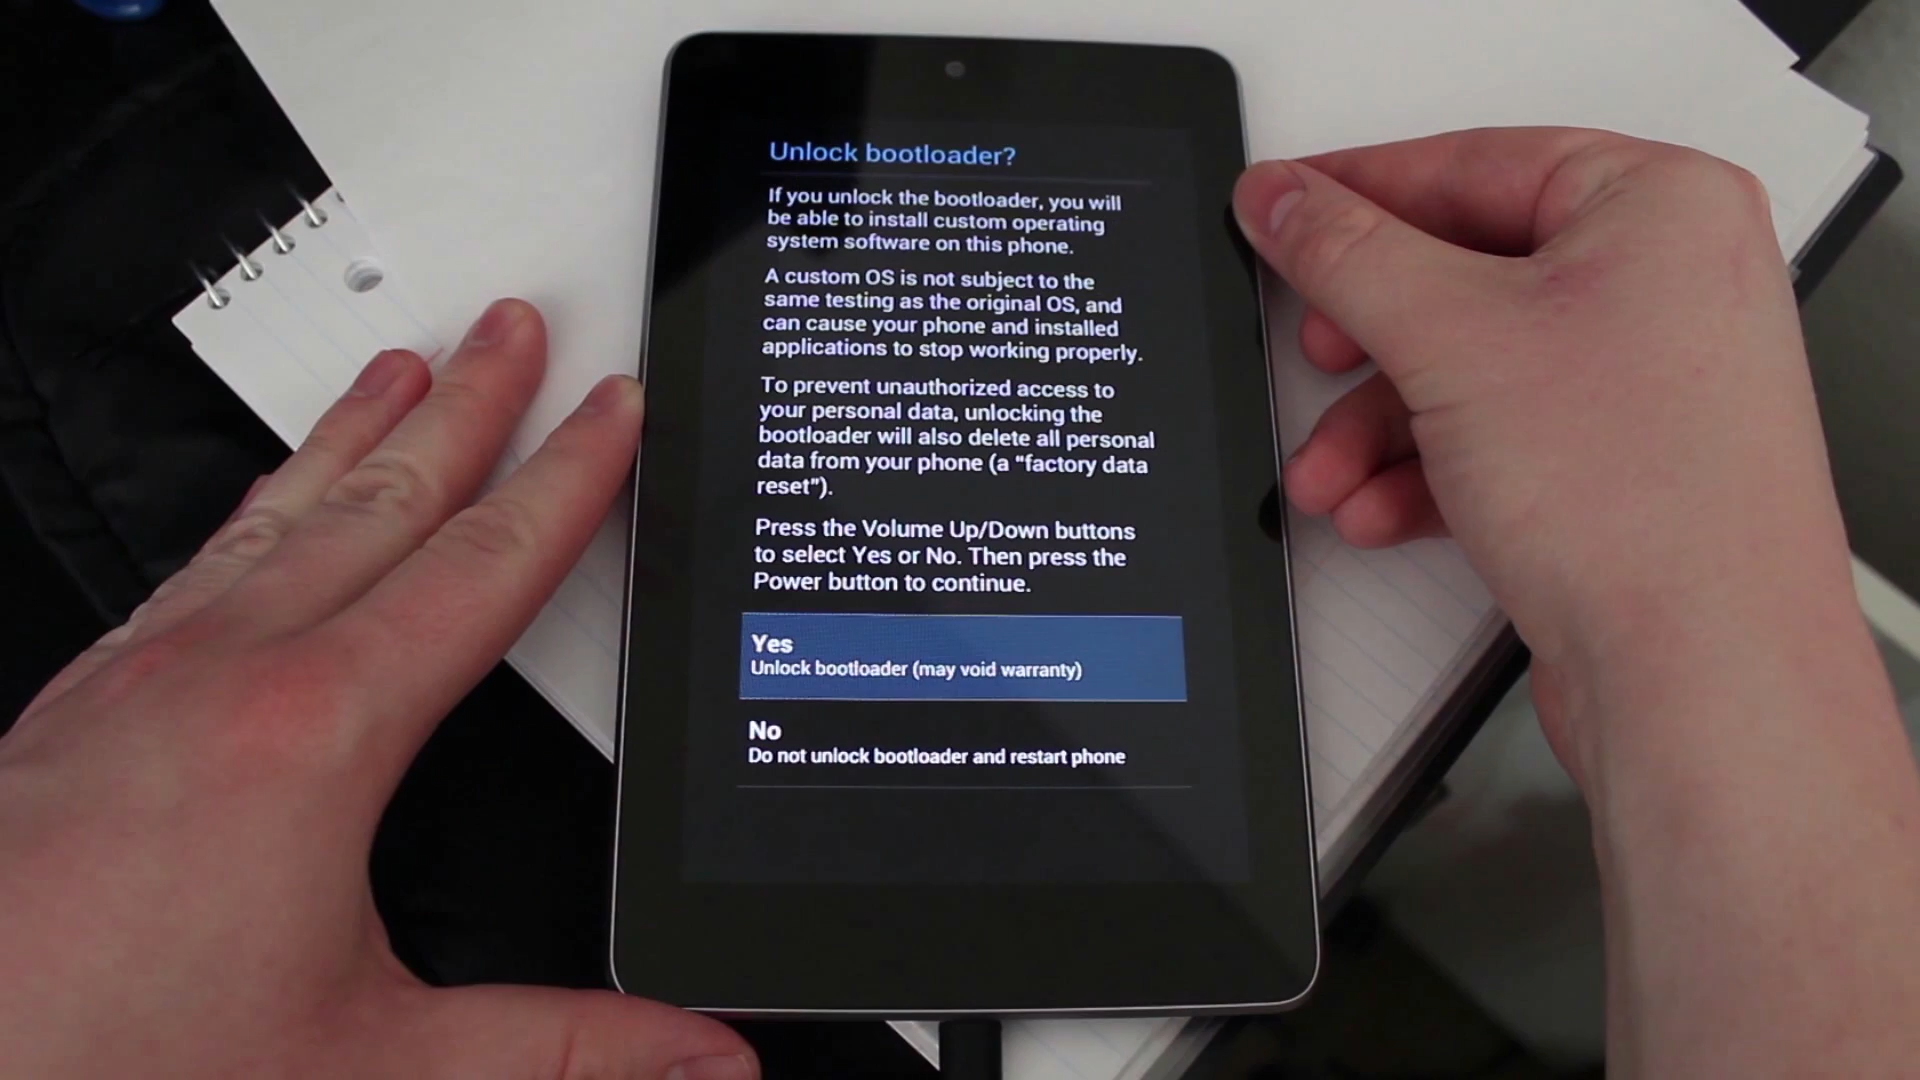 Unlock bootloader?
If you unlock the bootloader, you will
be able to install custom operating
system software on this phone.
A custom OS is not subject to the
same testing as the original OS, and
can cause your phone and installed
applications to stop working properly.
To prevent unauthorized access to
your personal data, unlocking the
bootloader will also delete all personal
data from your phone (a "factory data
reset").
Press the Volume Up/Down buttons
to select Yes or No. Then press the
Power button to continue.
Yes
Unlock bootloader (may void warranty)
No
Do not unlock bootloader and restart phone